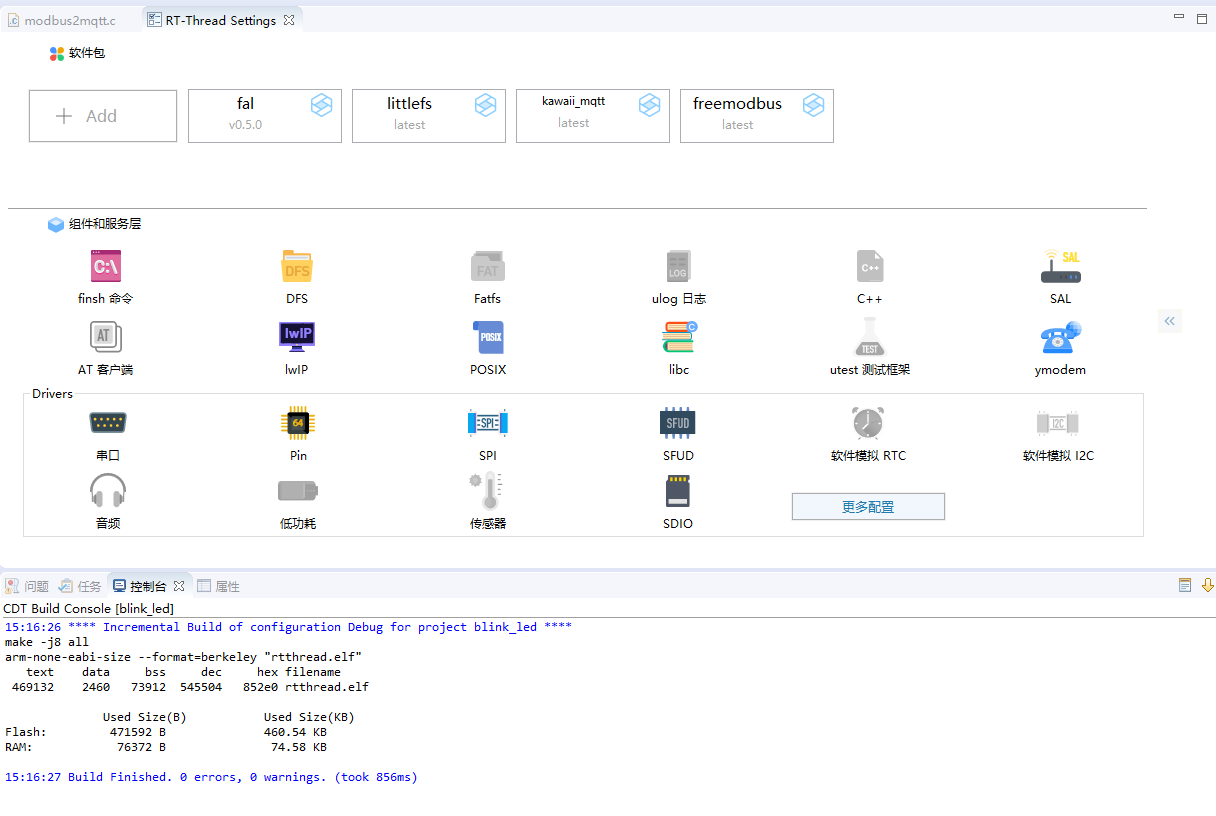 modbus2mqtt.c
RT-Thread Settings
软件包
Add
fal
v0.5.0
littlefs
latest
kawaii_mqtt
latest
freemodbus
latest
组件和服务层
C:\
DFS
FAT
LOG
C++
SAL
finsh 命令
DFS
Fatfs
ulog 日志
C++
SAL
AT
lwIP
POSIX
C
TEST
AT 客户端
lwIP
POSIX
libc
utest 测试框架
ymodem
Drivers
64
SPI
SFUD
I2C
串口
Pin
SPI
SFUD
软件模拟 RTC
软件模拟 I2C
音频
低功耗
传感器
SDIO
更多配置
问题
任务
控制台
属性
CDT Build Console [blink_led]
15:16:26 **** Incremental Build of configuration Debug for project blink_led ****
make -j8 all
arm-none-eabi-size --format=berkeley "rtthread.elf"
text data bss dec hex filename
469132 2460 73912 545504 852e0 rtthread.elf
Used Size(B) Used Size(KB)
Flash: 471592 B 460.54 KB
RAM: 76372 B 74.58 KB
15:16:27 Build Finished. 0 errors, 0 warnings. (took 856ms)